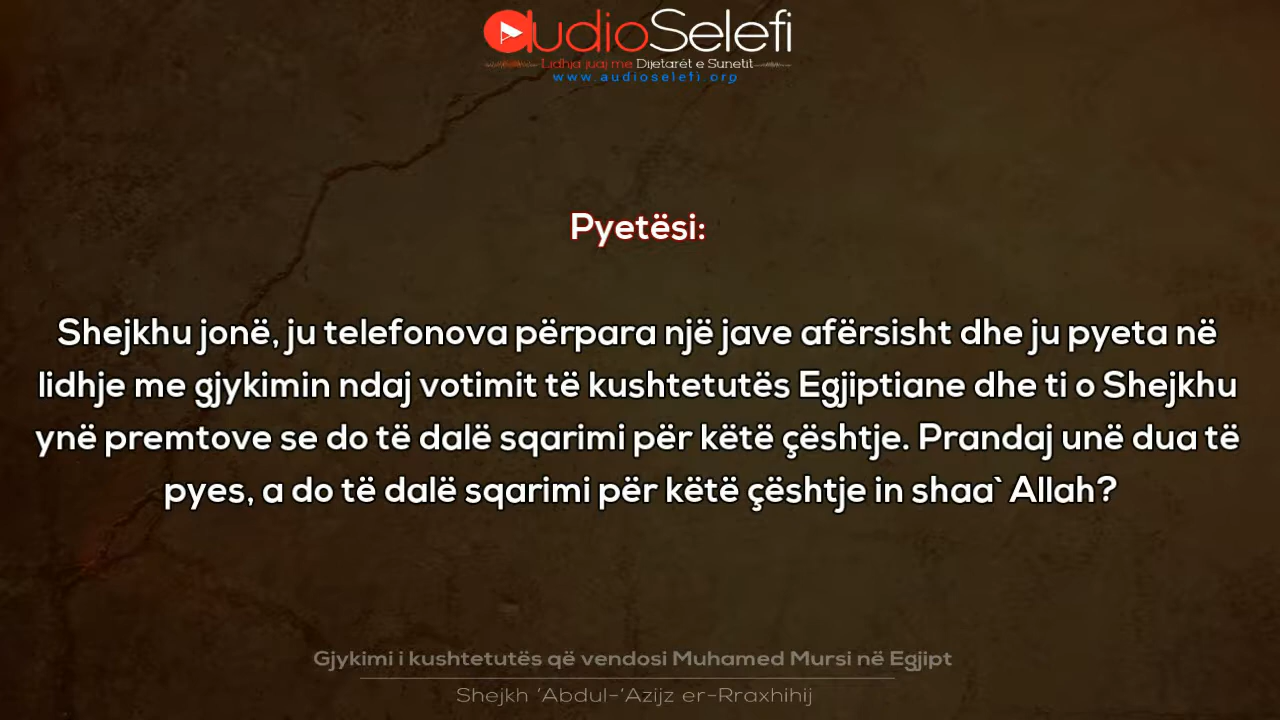 AudioSelefi
Lidhja juaj me Dijetarët e Sunetit
www.audioselefi.org
Pyetësi:
Shejkhu jonë, ju telefonova përpara një jave afërsisht dhe ju pyeta në
lidhje me gjykimin ndaj votimit të kushtetutës Egjiptiane dhe ti o Shejkhu
ynë premtove se do të dalë sqarimi për këtë çështje. Prandaj unë dua të
pyes, a do të dalë sqarimi për këtë çështje in shaa` Allah?
Gjykimi i kushtetutës që vendosi Muhamed Mursi në Egjipt
Shejkh ‘Abdul-‘Azijz er-Rraxhihij